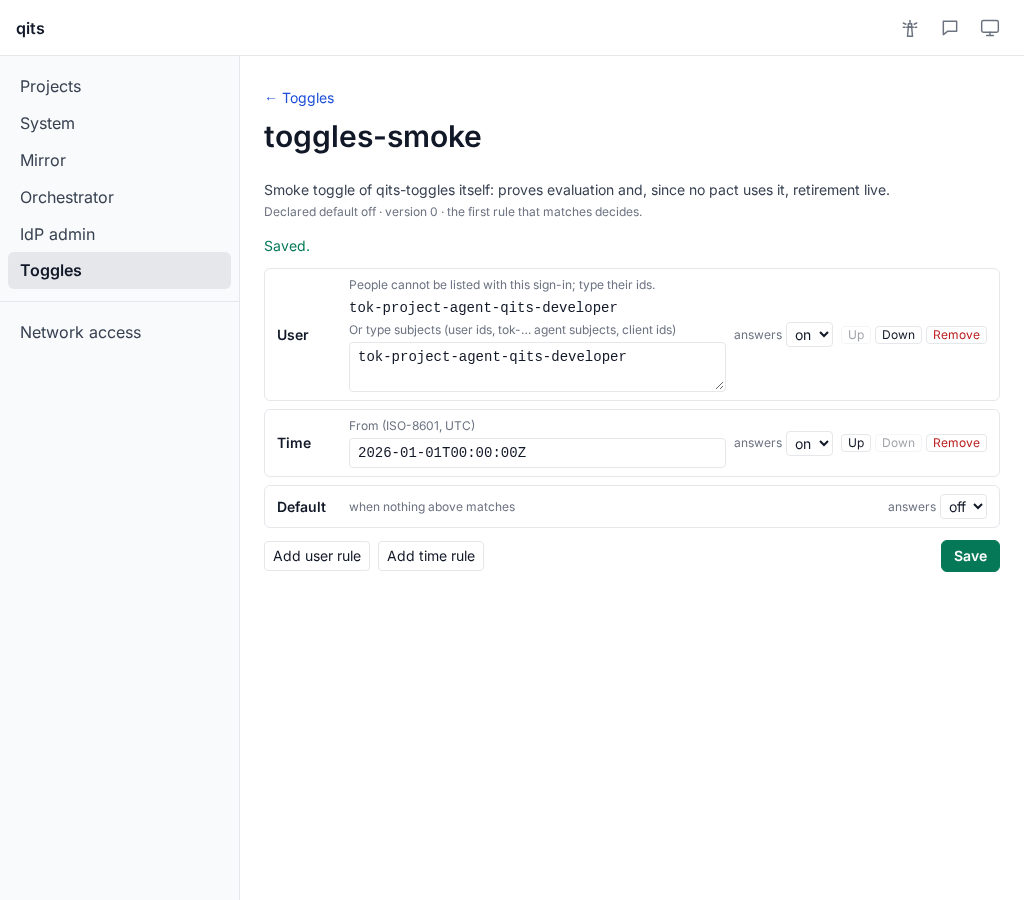 qits
Projects
System
Mirror
Orchestrator
IdP admin
Toggles
Network access
← Toggles
toggles-smoke
Smoke toggle of qits-toggles itself: proves evaluation and, since no pact uses it, retirement live.
Declared default off · version 0 · the first rule that matches decides.
Saved.
User
People cannot be listed with this sign-in; type their ids.
tok-project-agent-qits-developer
Or type subjects (user ids, tok-… agent subjects, client ids)
tok-project-agent-qits-developer
answers on Up Down Remove
Time
From (ISO-8601, UTC)
2026-01-01T00:00:00Z
answers on Up Down Remove
Default when nothing above matches answers off
Add user rule Add time rule Save